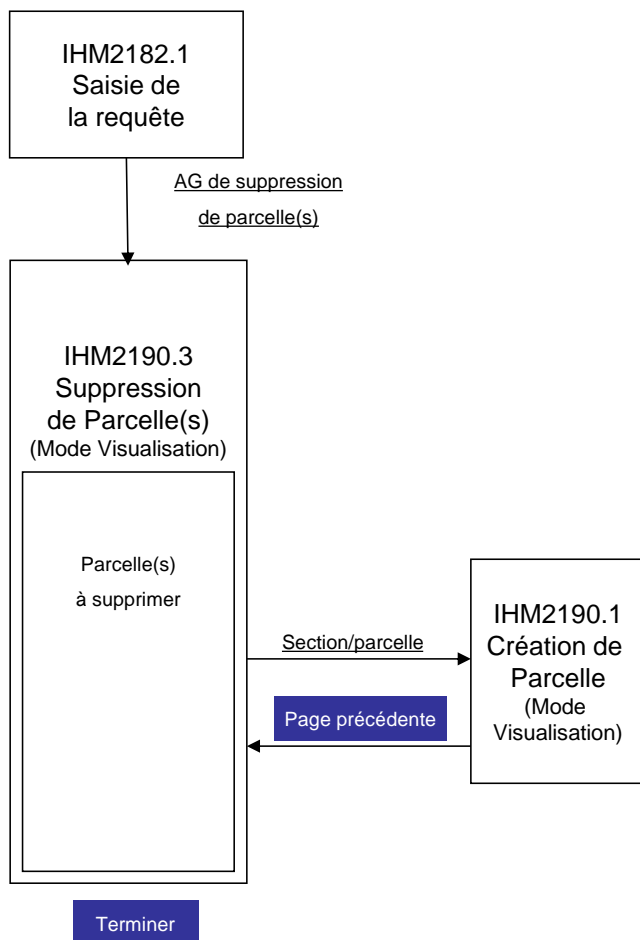 IHM2182.1
Saisie de
la requête
AG de suppression
de parcelle(s)
IHM2190.3
Suppression
de Parcelle(s)
(Mode Visualisation)
Parcelle(s)
à supprimer
Section/parcelle
Page précédente
IHM2190.1
Création de
Parcelle
(Mode
Visualisation)
Terminer